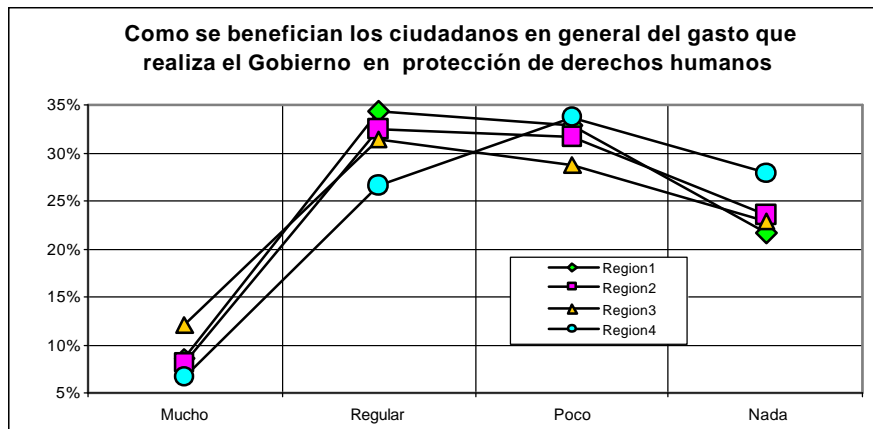 Como se benefician los ciudadanos en general del gasto que
realiza el Gobierno en protección de derechos humanos
35%
30%
25%
20%
15%
10%
5%
Region1
Region2
Region3
Region4
Mucho Regular Poco Nada